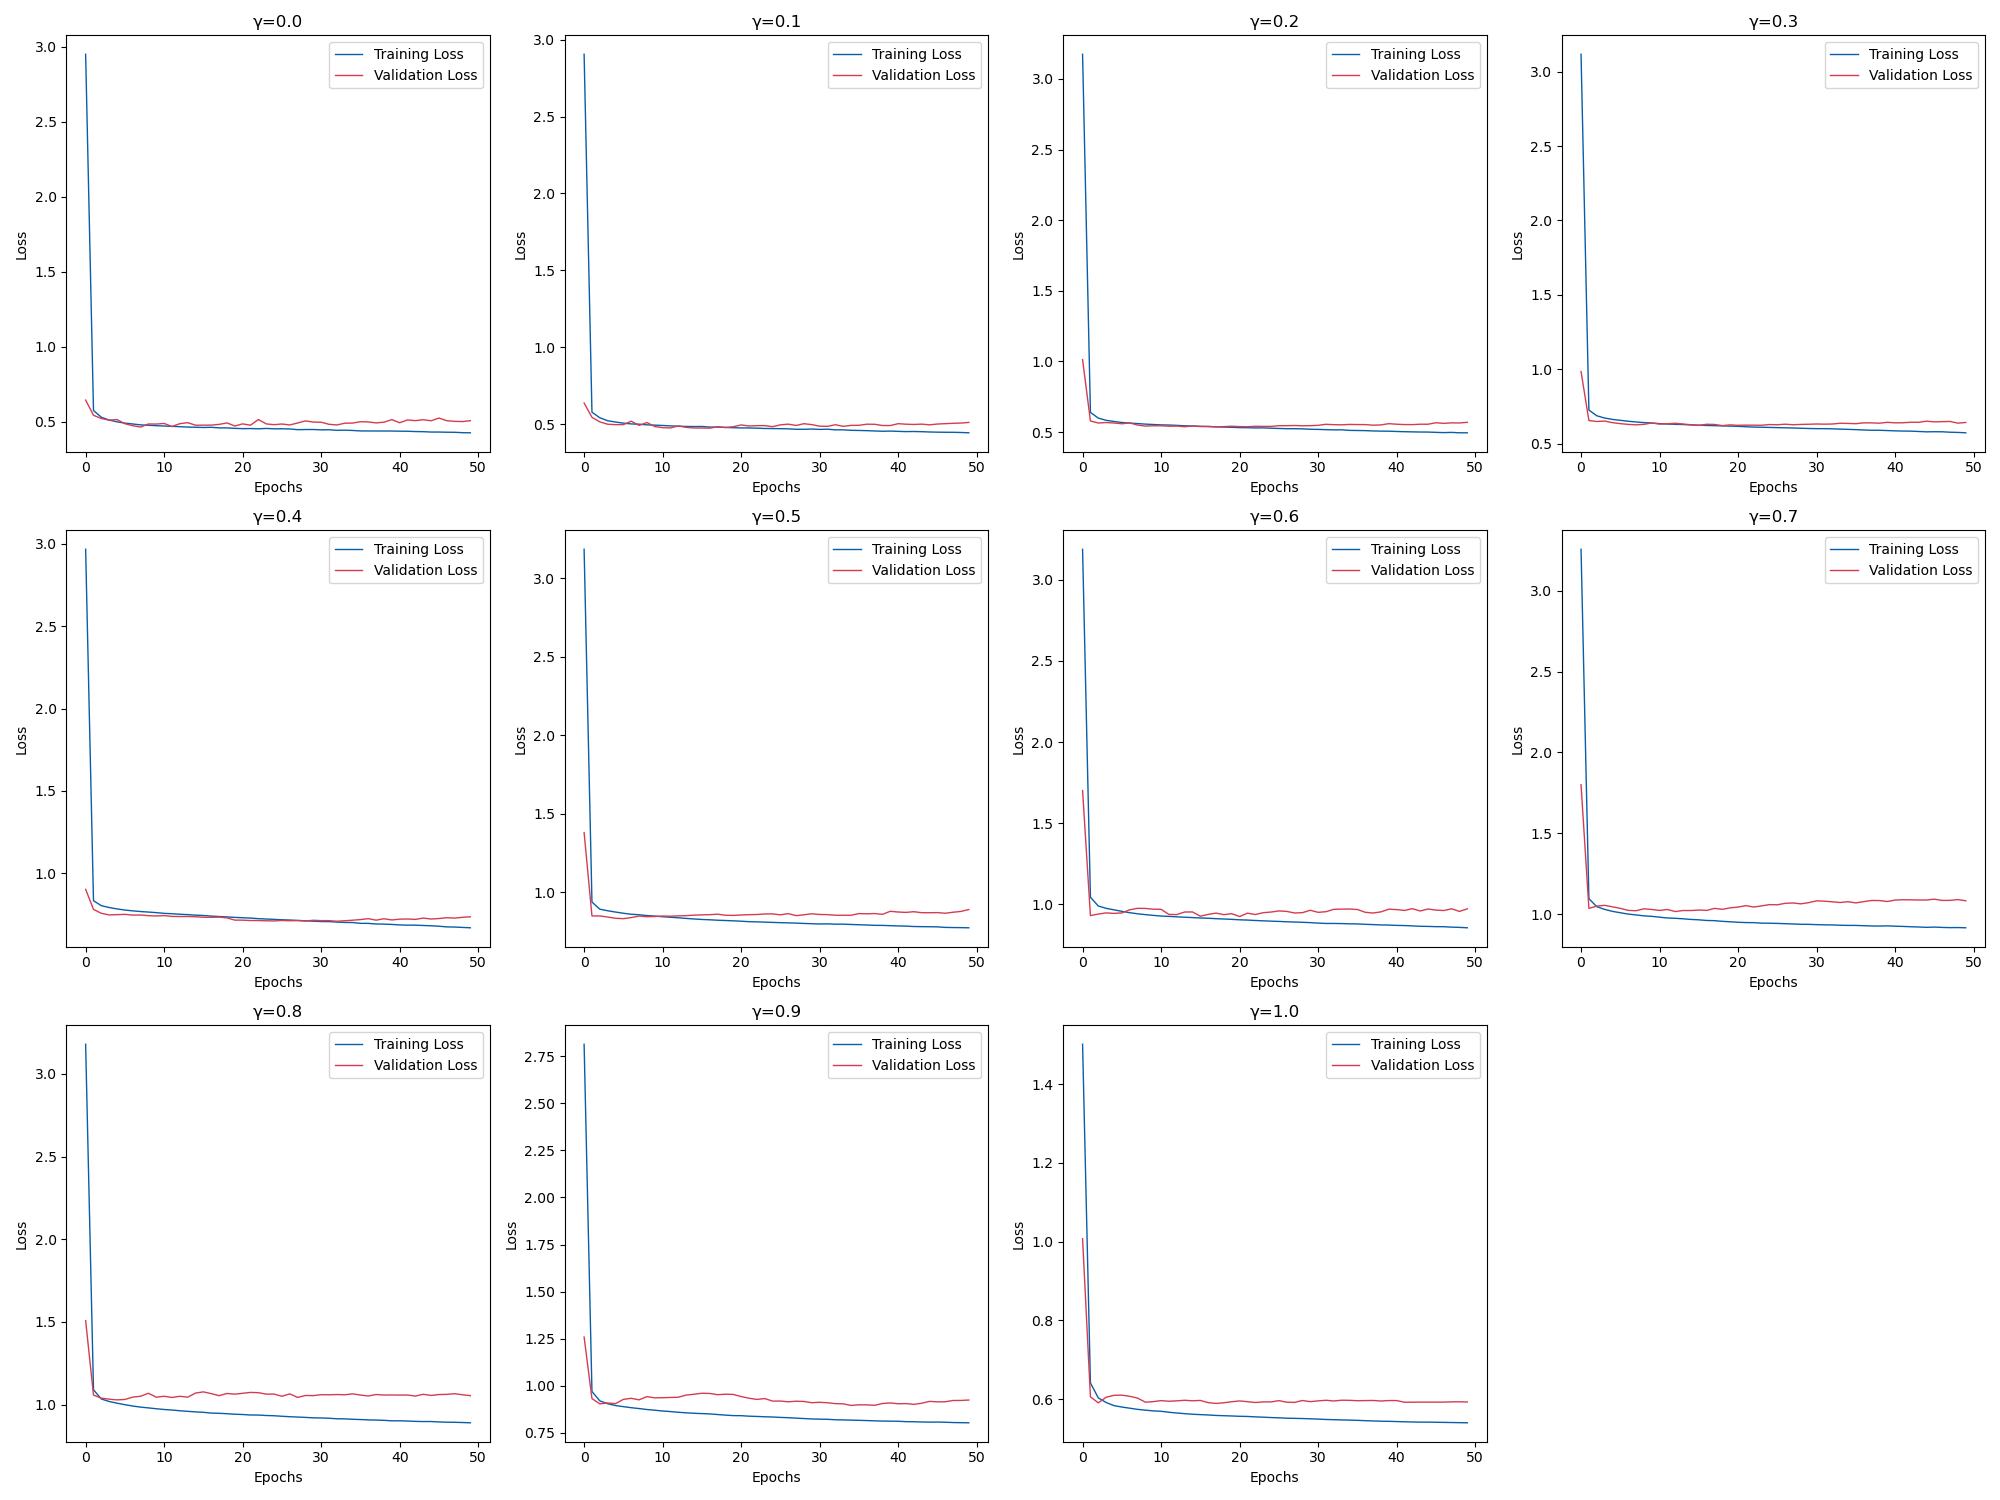 γ=0.0
Training Loss
Validation Loss
3.0
2.5
2.0
1.5
1.0
0.5
Loss
0 10 20 30 40 50
Epochs
γ=0.1
Training Loss
Validation Loss
3.0
2.5
2.0
1.5
1.0
0.5
Loss
0 10 20 30 40 50
Epochs
γ=0.2
Training Loss
Validation Loss
3.0
2.5
2.0
1.5
1.0
0.5
Loss
0 10 20 30 40 50
Epochs
γ=0.3
Training Loss
Validation Loss
3.0
2.5
2.0
1.5
1.0
0.5
Loss
0 10 20 30 40 50
Epochs
γ=0.4
Training Loss
Validation Loss
3.0
2.5
2.0
1.5
1.0
Loss
0 10 20 30 40 50
Epochs
γ=0.5
Training Loss
Validation Loss
3.0
2.5
2.0
1.5
1.0
Loss
0 10 20 30 40 50
Epochs
γ=0.6
Training Loss
Validation Loss
3.0
2.5
2.0
1.5
1.0
Loss
0 10 20 30 40 50
Epochs
γ=0.7
Training Loss
Validation Loss
3.0
2.5
2.0
1.5
1.0
Loss
0 10 20 30 40 50
Epochs
γ=0.8
Training Loss
Validation Loss
3.0
2.5
2.0
1.5
1.0
Loss
0 10 20 30 40 50
Epochs
γ=0.9
Training Loss
Validation Loss
2.75
2.50
2.25
2.00
1.75
1.50
1.25
1.00
0.75
Loss
0 10 20 30 40 50
Epochs
γ=1.0
Training Loss
Validation Loss
1.4
1.2
1.0
0.8
0.6
Loss
0 10 20 30 40 50
Epochs